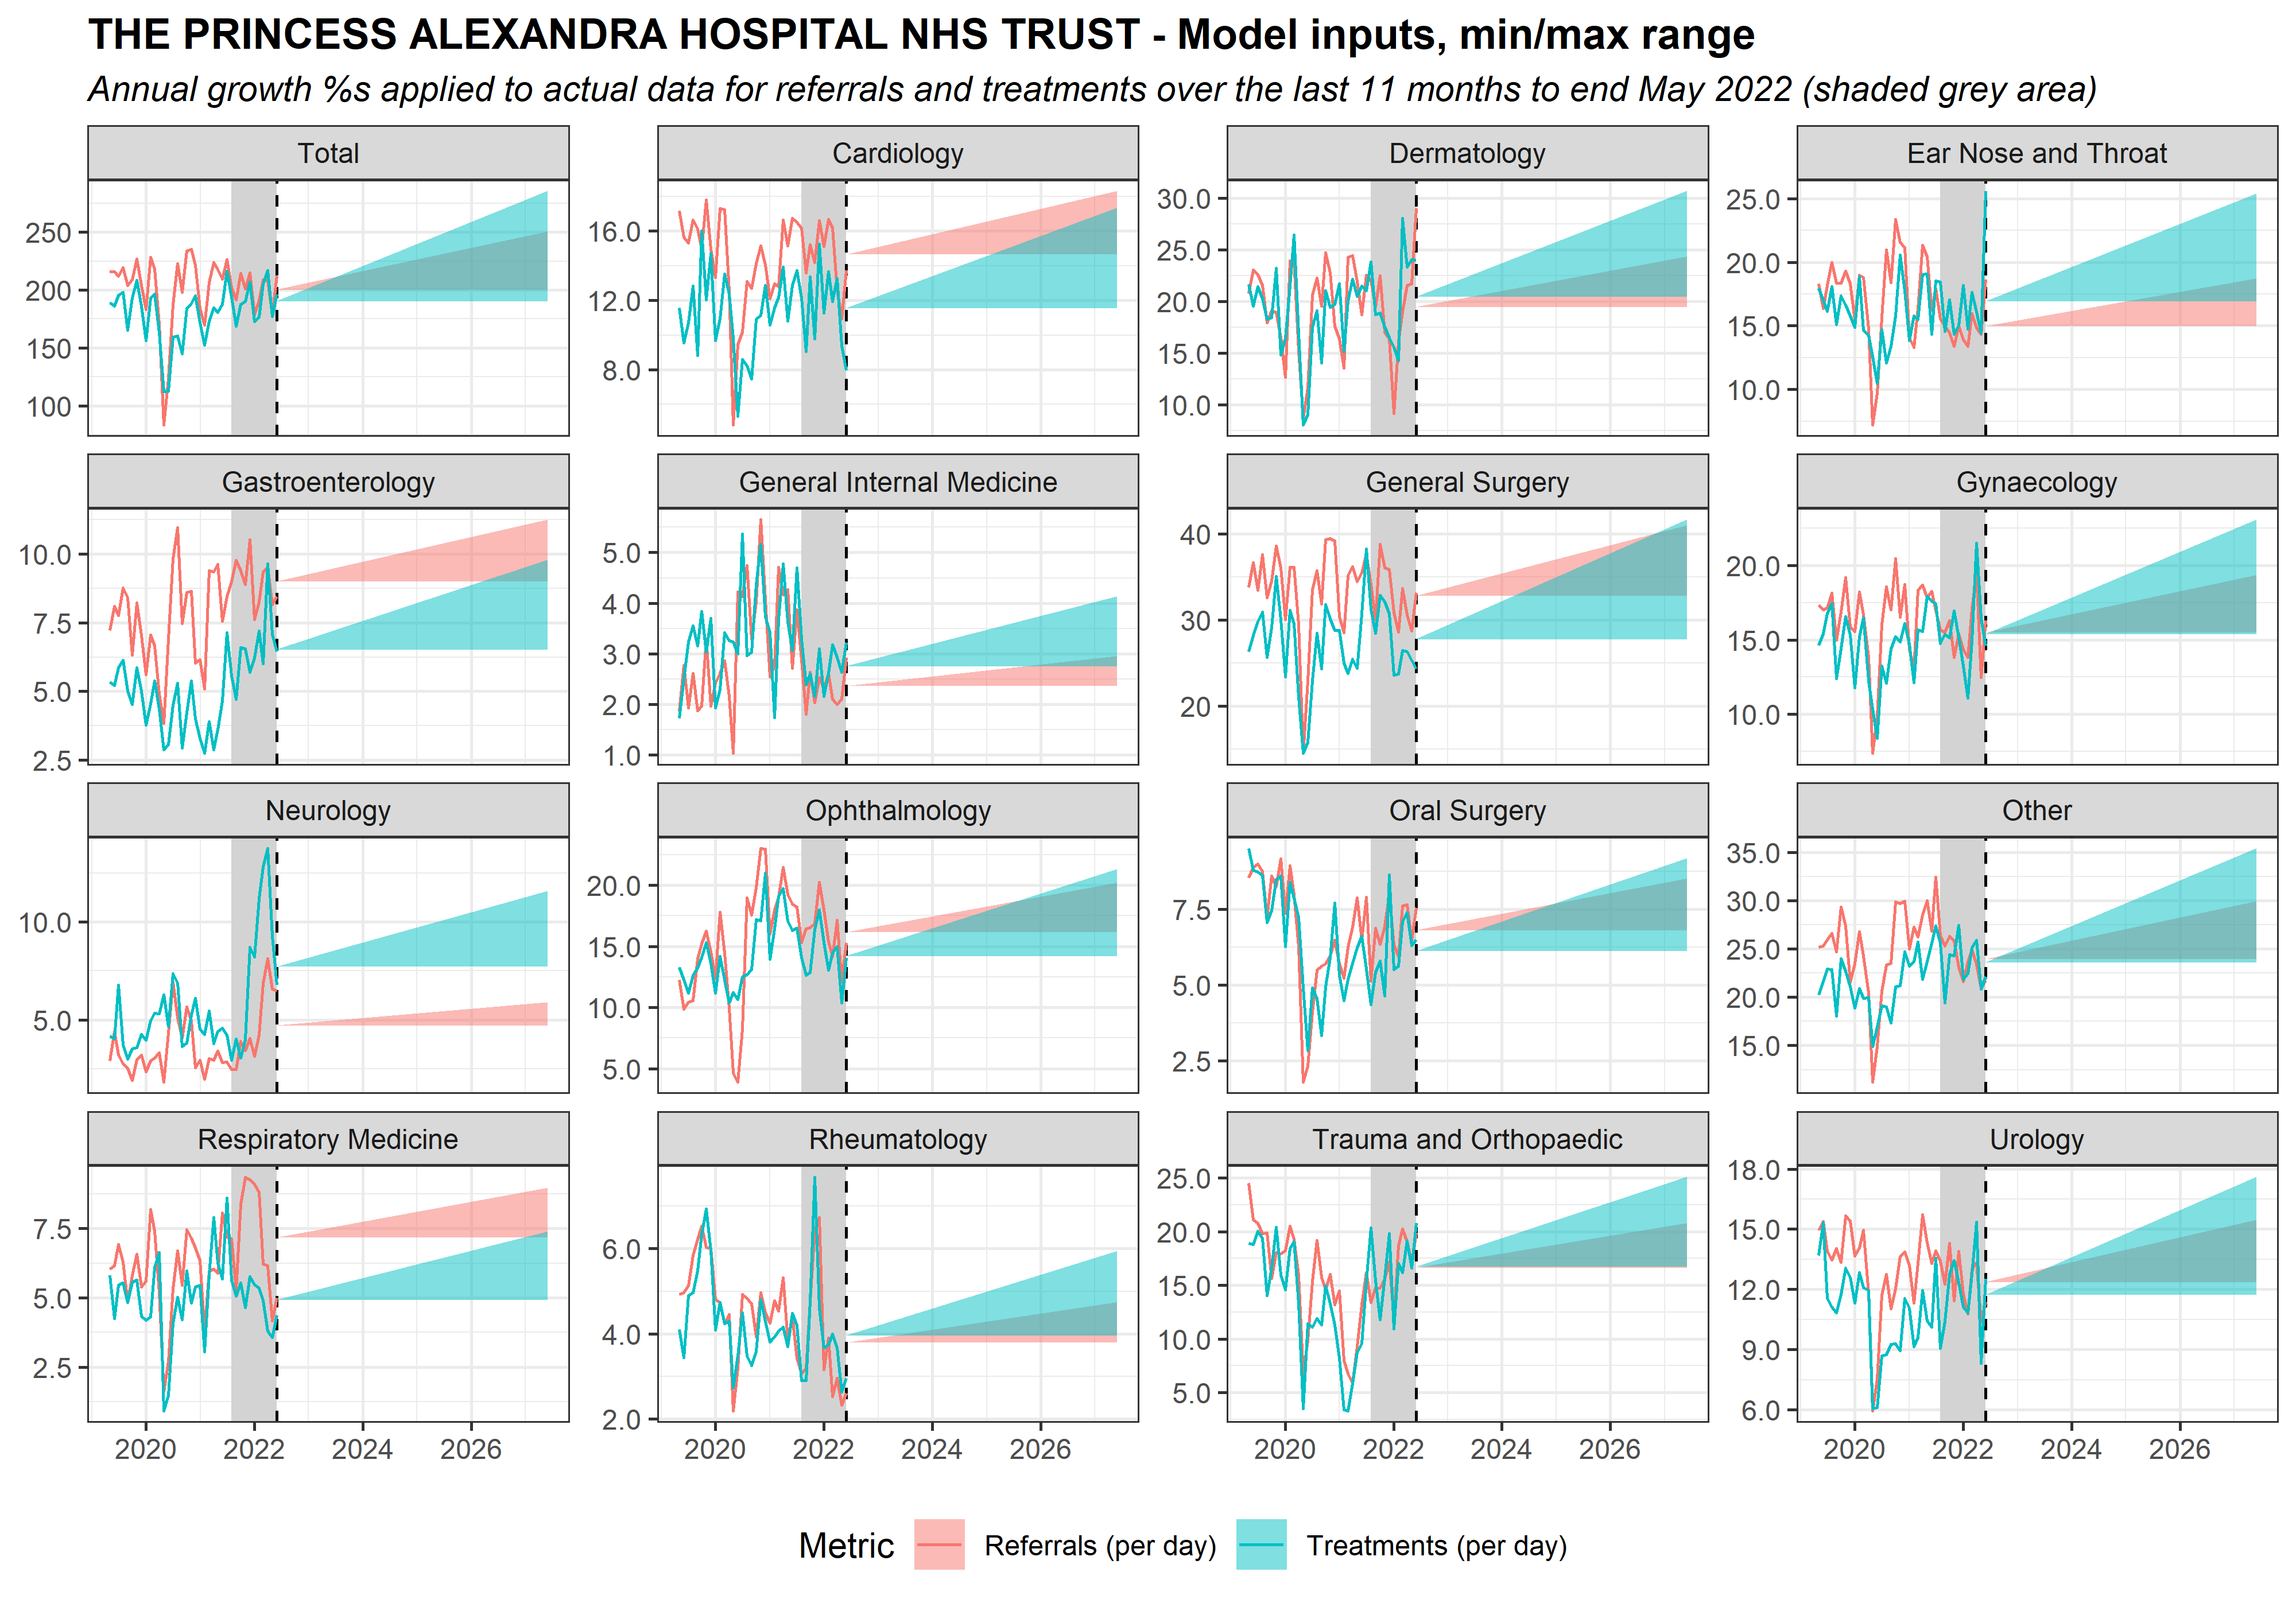 THE PRINCESS ALEXANDRA HOSPITAL NHS TRUST - Model inputs, min/max range
Annual growth %s applied to actual data for referrals and treatments over the last 11 months to end May 2022 (shaded grey area)
Total
Cardiology
Dermatology
Ear Nose and Throat
250
200
150
100
16.0
12.0
8.0
30.0
25.0
20.0
15.0
10.0
25.0
20.0
15.0
10.0
Gastroenterology
General Internal Medicine
General Surgery
Gynaecology
10.0
7.5
5.0
2.5
5.0
4.0
3.0
2.0
1.0
40
30
20
20.0
15.0
10.0
Neurology
Ophthalmology
Oral Surgery
Other
10.0
5.0
20.0
15.0
10.0
5.0
7.5
5.0
2.5
35.0
30.0
25.0
20.0
15.0
Respiratory Medicine
Rheumatology
Trauma and Orthopaedic
Urology
7.5
5.0
2.5
6.0
4.0
2.0
25.0
20.0
15.0
10.0
5.0
18.0
15.0
12.0
9.0
6.0
2020 2022 2024 2026
2020 2022 2024 2026
2020 2022 2024 2026
2020 2022 2024 2026
Metric Referrals (per day) Treatments (per day)